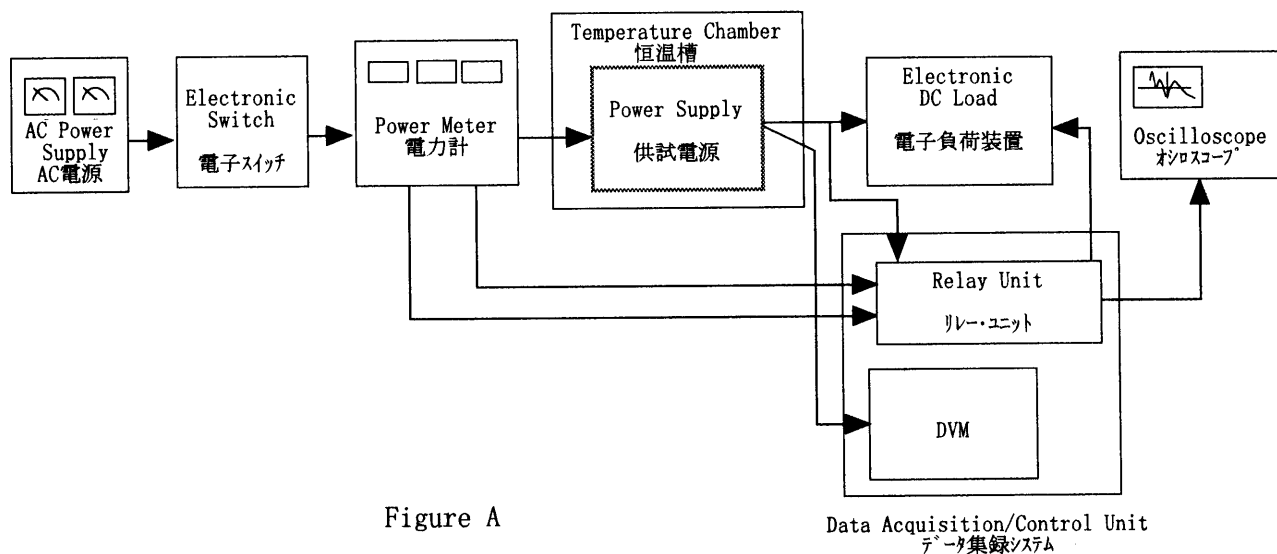 AC Power
Supply
AC電源
Electronic
Switch
電子スイッチ
Power Meter
電力計
Temperature Chamber
恒温槽
Power Supply
供試電源
Electronic
DC Load
電子負荷装置
Oscilloscope
オシロスコープ
Relay Unit
リレー・ユニット
DVM
Data Acquisition/Control Unit
データ集録システム
Figure A